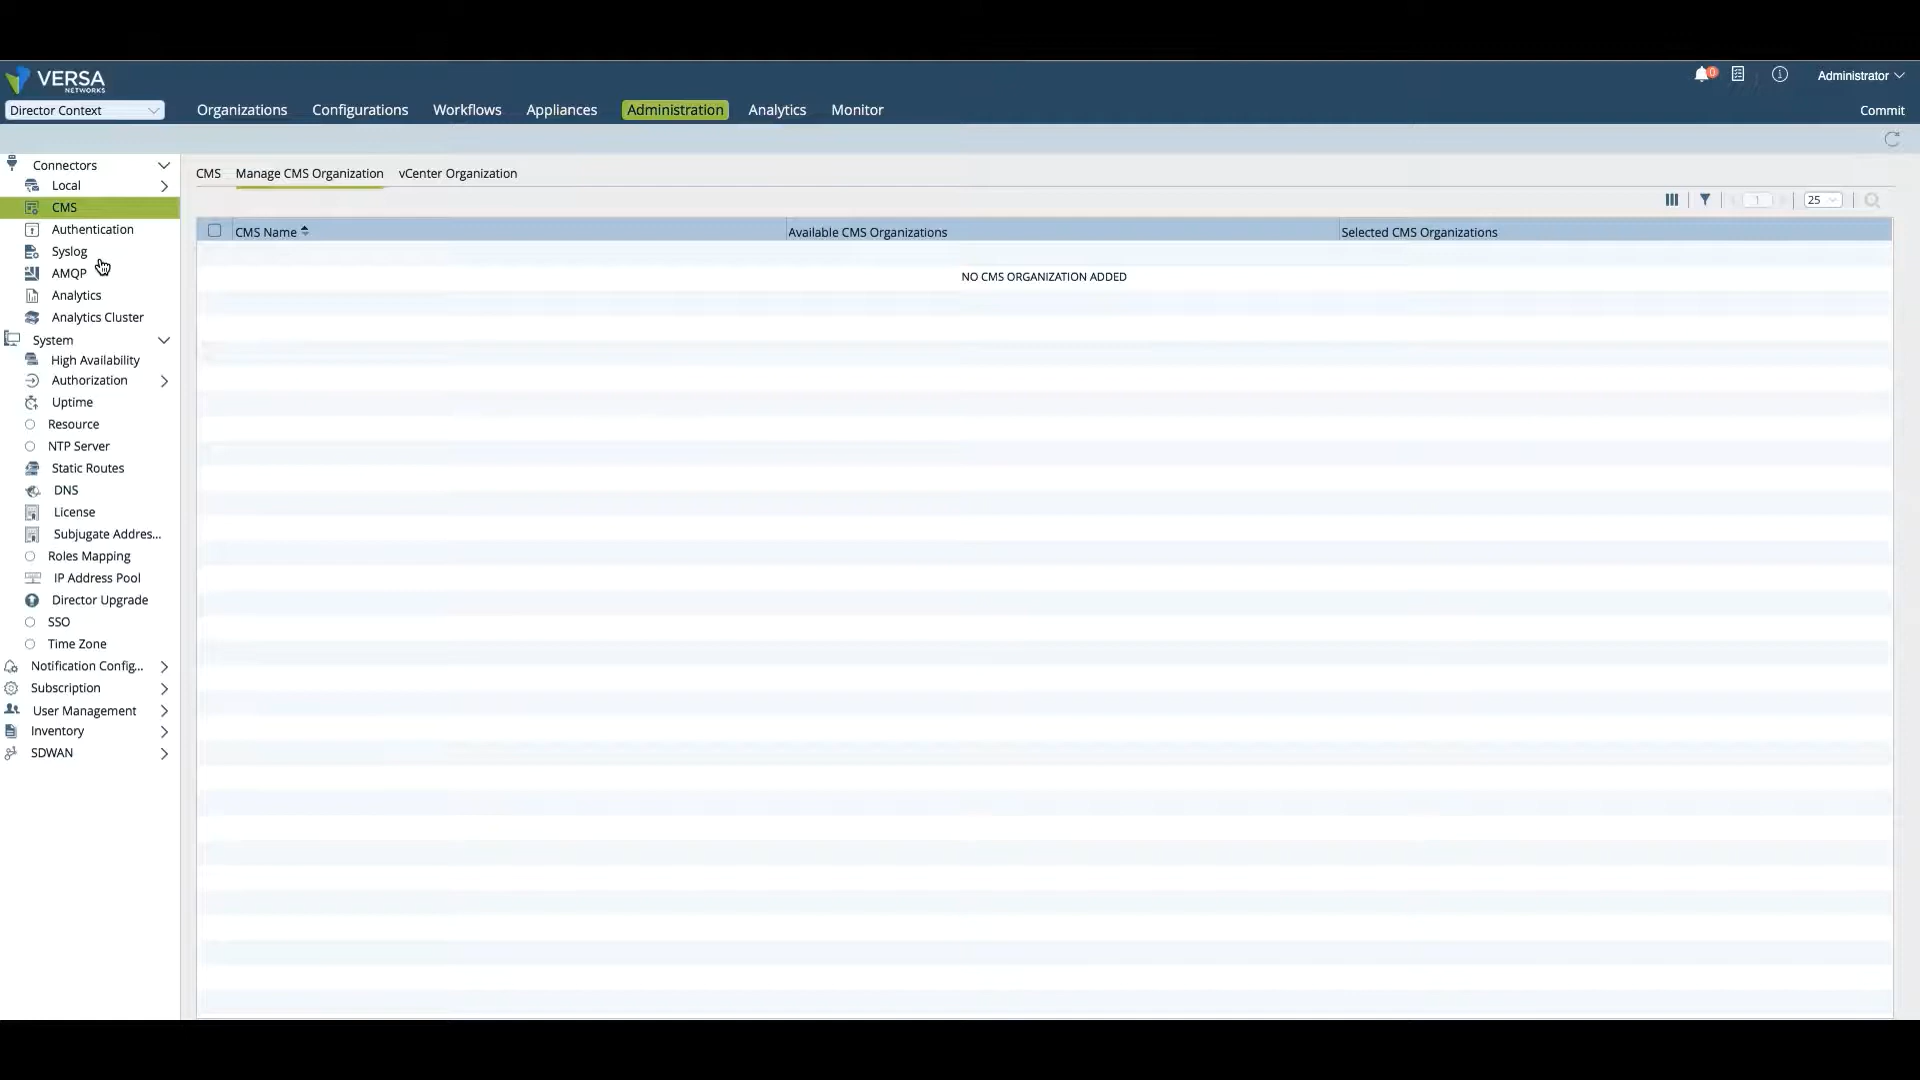 VERSA
NETWORKS
0
Administrator
Director Context
Organizations
Configurations
Workflows
Appliances
Administration
Analytics
Monitor
Commit
Connectors
Local
CMS
Authentication
Syslog
AMQP
Analytics
Analytics Cluster
System
High Availability
Authorization
Uptime
Resource
NTP Server
Static Routes
DNS
License
Subjugate Addres...
Roles Mapping
IP Address Pool
Director Upgrade
SSO
Time Zone
Notification Config...
Subscription
User Management
Inventory
SDWAN
CMS
Manage CMS Organization
vCenter Organization
1
25
CMS Name
Available CMS Organizations
Selected CMS Organizations
NO CMS ORGANIZATION ADDED